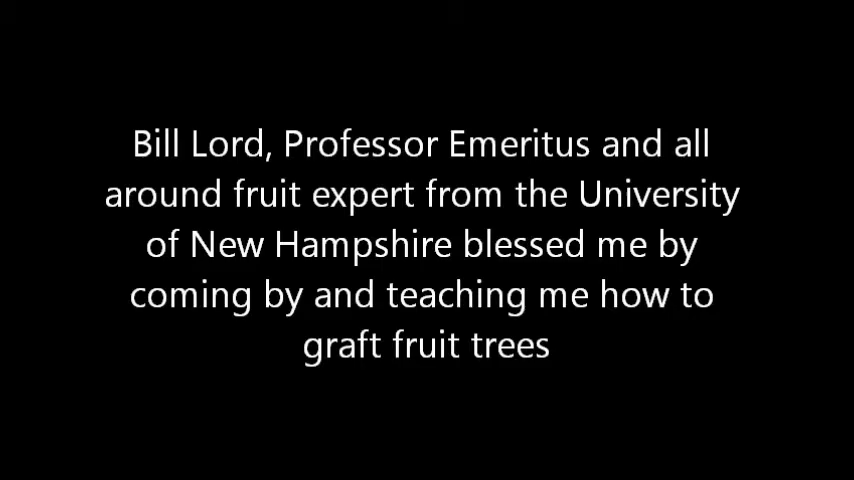 Bill Lord, Professor Emeritus and all
around fruit expert from the University
of New Hampshire blessed me by
coming by and teaching me how to
graft fruit trees